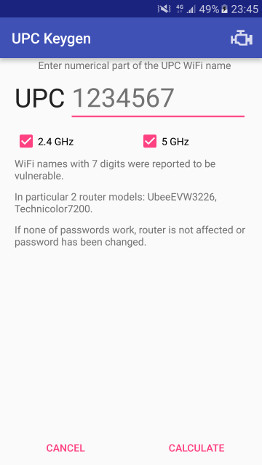 49% 23:45
UPC Keygen
Enter numerical part of the UPC WiFi name
UPC 1234567
2.4 GHz 5 GHz
WiFi names with 7 digits were reported to be
vulnerable.
In particular 2 router models: UbeeEVW3226,
Technicolor7200.
If none of passwords work, router is not affected or
password has been changed.
CANCEL CALCULATE